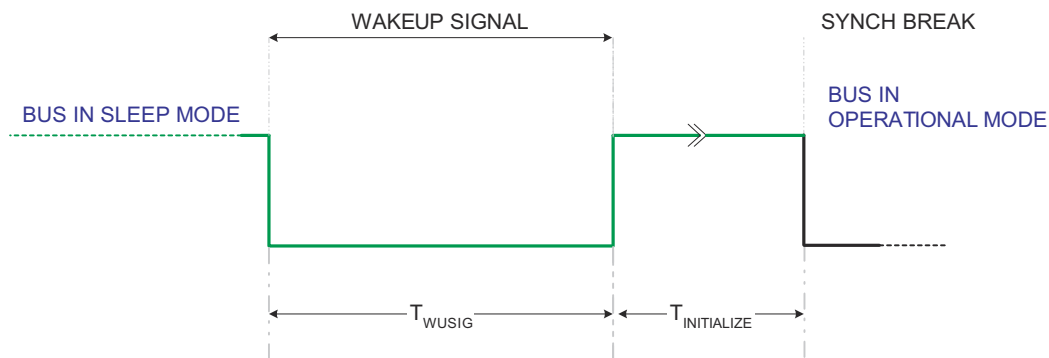 WAKEUP SIGNAL
SYNCH BREAK
BUS IN SLEEP MODE
BUS IN
OPERATIONAL MODE
TWUSIG
TINITIALIZE